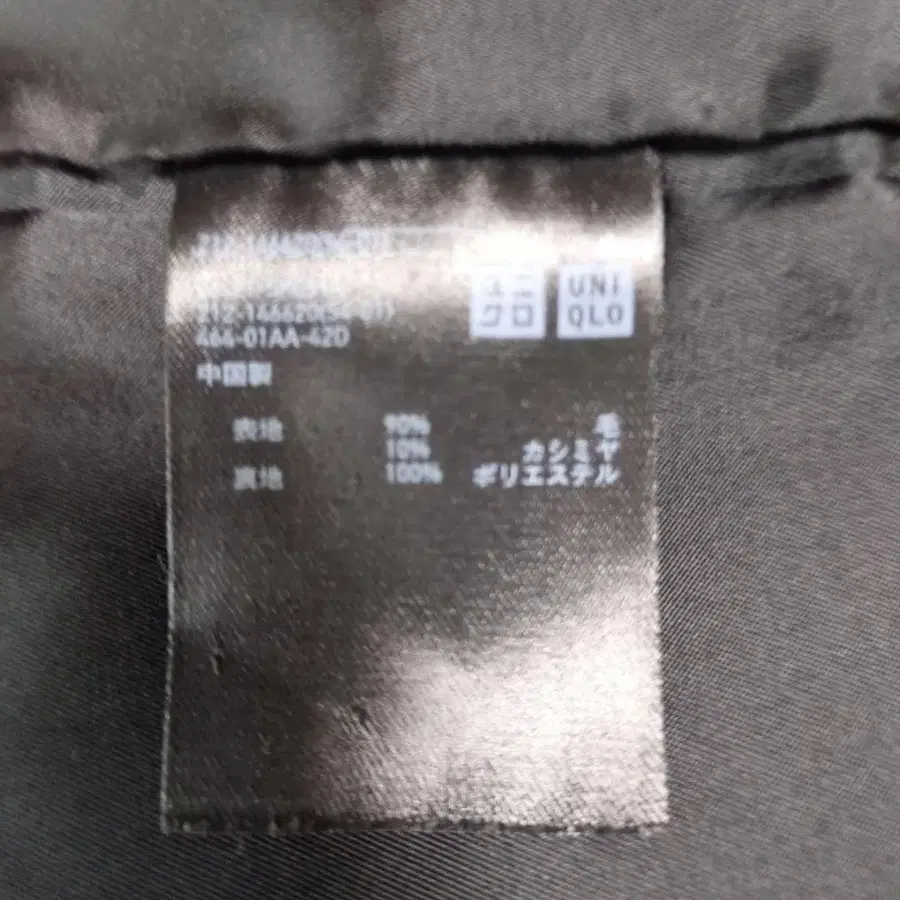 ユニ
クロ
UNI
QLO
464-01AA-42D
中国製
表地 90% 毛
10% カシミヤ
裏地 100% ポリエステル